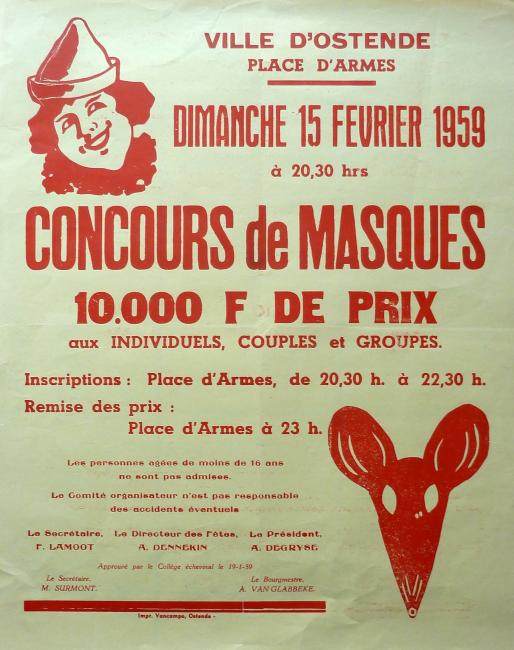 VILLE D'OSTENDE
PLACE D'ARMES
DIMANCHE 15 FEVRIER 1959
à 20,30 hrs
CONCOURS de MASQUES
10.000 F DE PRIX
aux INDIVIDUELS, COUPLES et GROUPES.
Inscriptions : Place d'Armes, de 20,30 h. à 22,30 h.
Remise des prix :
Place d'Armes à 23 h.
Les personnes agées de moins de 16 ans
ne sont pas admises.
Le Comité organisateur n'est pas responsable
des accidents éventuels
Le Secrétaire, Le Directeur des Fêtes, Le Président,
F. LAMOOT A. DENNEKIN A. DEGRYSE
Approuvé par le Collège échevinal le 19-1-59
Le Secrétaire, Le Bourgmestre,
M. SURMONT. A. VAN GLABBEKE.
Impr. Vancampe, Ostende -